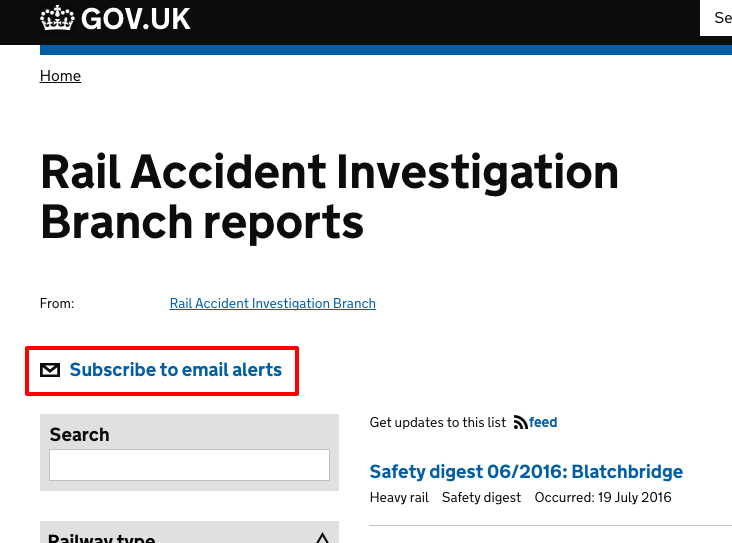 GOV.UK
Se
Home
Rail Accident Investigation
Branch reports
From: Rail Accident Investigation Branch
Subscribe to email alerts
Search
Get updates to this list feed
Safety digest 06/2016: Blatchbridge
Heavy rail Safety digest Occurred: 19 July 2016
Railway type